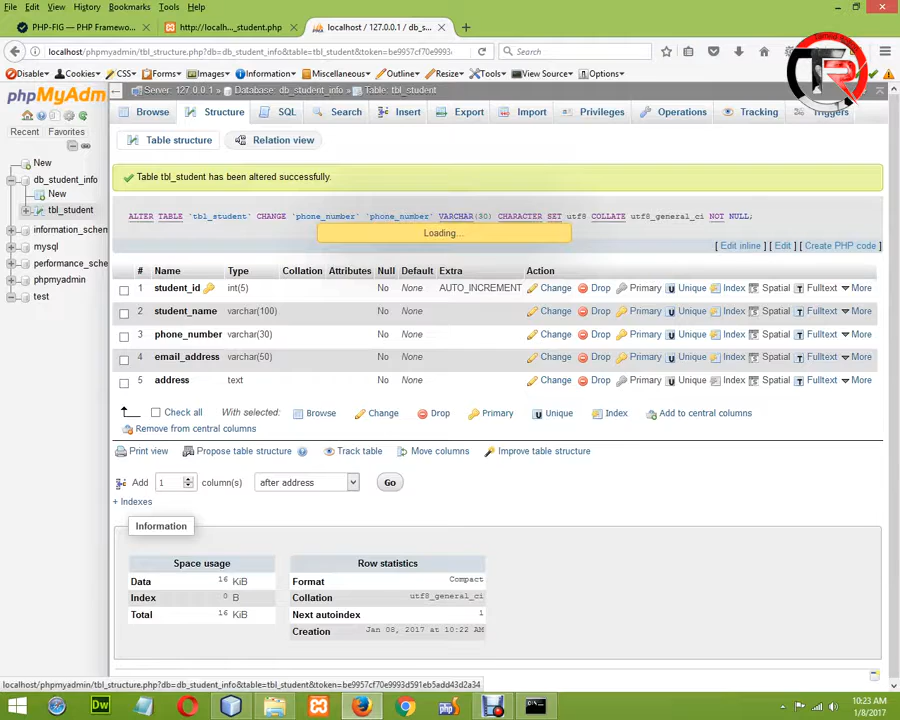 File Edit View History Bookmarks Tools Help
PHP-FIG — PHP Framewo... http://localh..._student.php localhost / 127.0.0.1 / db_s...
localhost/phpmyadmin/tbl_structure.php?db=db_student_info&table=tbl_student&token=be9957cf70e9993 Search
Disable Cookies CSS Forms Images Information Miscellaneous Outline Resize Tools View Source Options
phpMyAdm
Recent Favorites
New
db_student_info
New
tbl_student
information_schen
mysql
performance_sche
phpmyadmin
test
Server: 127.0.0.1 » Database: db_student_info » Table: tbl_student
Browse Structure SQL Search Insert Export Import Privileges Operations Tracking Triggers
TR
Table structure Relation view
Table tbl_student has been altered successfully.
ALTER TABLE `tbl_student` CHANGE `phone_number` `phone_number` VARCHAR(30) CHARACTER SET utf8 COLLATE utf8_general_ci NOT NULL;
Loading...
[ Edit inline ] [ Edit ] [ Create PHP code ]
# Name Type Collation Attributes Null Default Extra Action
1 student_id int(5) No None AUTO_INCREMENT Change Drop Primary Unique Index Spatial Fulltext More
2 student_name varchar(100) No None Change Drop Primary Unique Index Spatial Fulltext More
3 phone_number varchar(30) No None Change Drop Primary Unique Index Spatial Fulltext More
4 email_address varchar(50) No None Change Drop Primary Unique Index Spatial Fulltext More
5 address text No None Change Drop Primary Unique Index Spatial Fulltext More
Check all With selected: Browse Change Drop Primary Unique Index Add to central columns
Remove from central columns
Print view Propose table structure Track table Move columns Improve table structure
Add 1 column(s) after address Go
+ Indexes
Information
Space usage
Data 16 KiB
Index 0 B
Total 16 KiB
Row statistics
Format Compact
Collation utf8_general_ci
Next autoindex 1
Creation Jan 08, 2017 at 10:22 AM
localhost/phpmyadmin/tbl_structure.php?db=db_student_info&table=tbl_student&token=be9957cf70e9993d591eb5add43d2a34
Dw
10:23 AM
1/8/2017